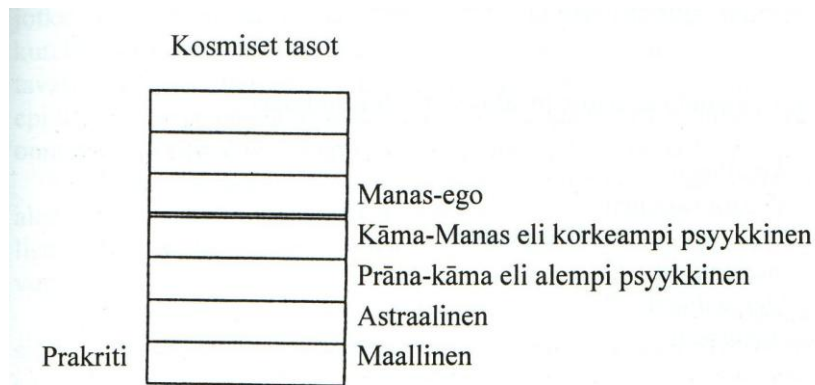 Kosmiset tasot
Manas-ego
Kāma-Manas eli korkeampi psyykkinen
Prāna-kāma eli alempi psyykkinen
Astraalinen
Prakriti Maallinen